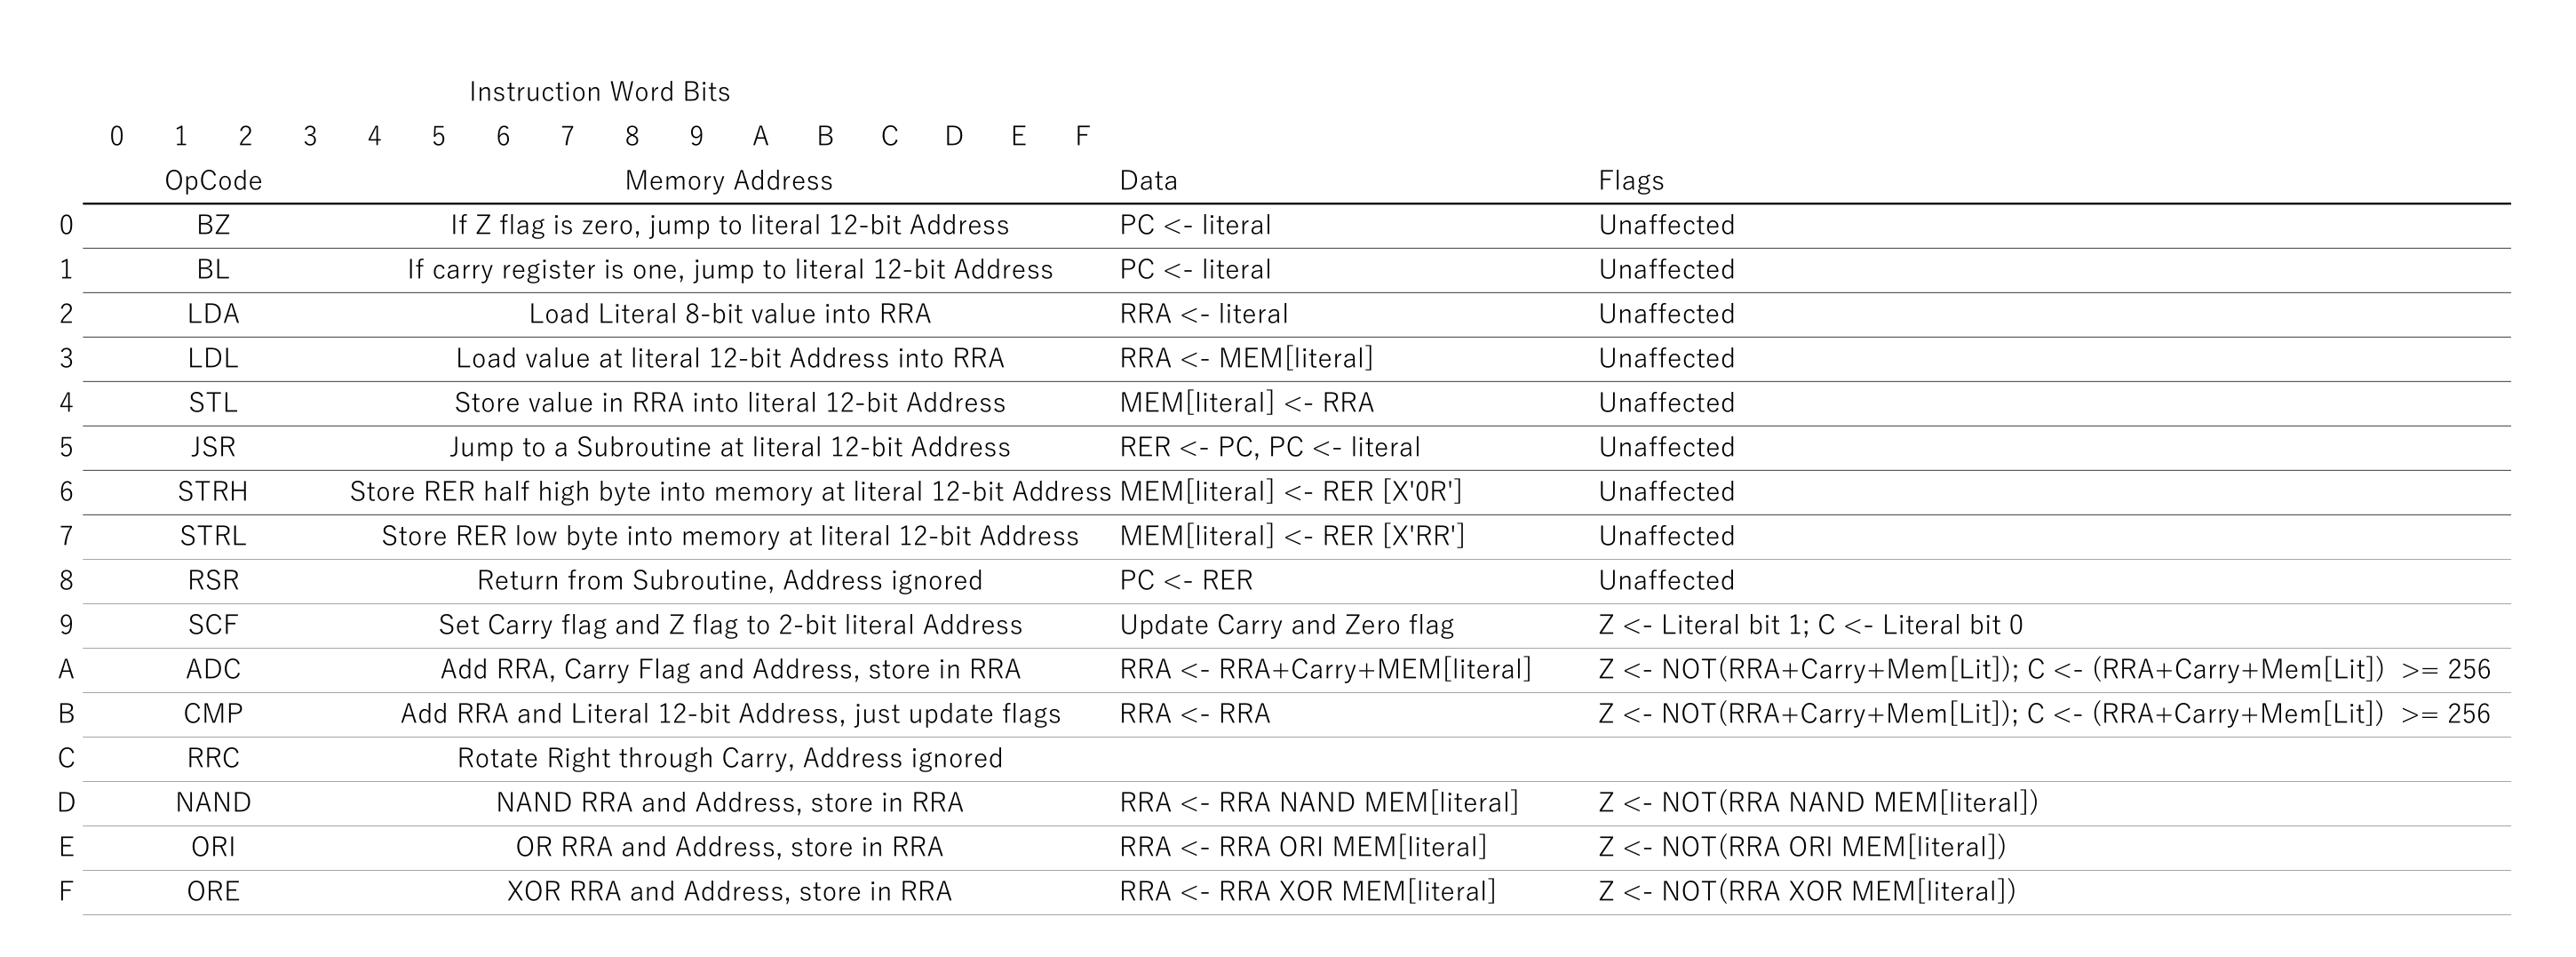 Instruction Word Bits
0 1 2 3 4 5 6 7 8 9 A B C D E F
OpCode Memory Address Data Flags
0 BZ If Z flag is zero, jump to literal 12-bit Address PC <- literal Unaffected
1 BL If carry register is one, jump to literal 12-bit Address PC <- literal Unaffected
2 LDA Load Literal 8-bit value into RRA RRA <- literal Unaffected
3 LDL Load value at literal 12-bit Address into RRA RRA <- MEM[literal] Unaffected
4 STL Store value in RRA into literal 12-bit Address MEM[literal] <- RRA Unaffected
5 JSR Jump to a Subroutine at literal 12-bit Address RER <- PC, PC <- literal Unaffected
6 STRH Store RER half high byte into memory at literal 12-bit Address MEM[literal] <- RER [X'0R'] Unaffected
7 STRL Store RER low byte into memory at literal 12-bit Address MEM[literal] <- RER [X'RR'] Unaffected
8 RSR Return from Subroutine, Address ignored PC <- RER Unaffected
9 SCF Set Carry flag and Z flag to 2-bit literal Address Update Carry and Zero flag Z <- Literal bit 1; C <- Literal bit 0
A ADC Add RRA, Carry Flag and Address, store in RRA RRA <- RRA+Carry+MEM[literal] Z <- NOT(RRA+Carry+Mem[Lit]); C <- (RRA+Carry+Mem[Lit]) >= 256
B CMP Add RRA and Literal 12-bit Address, just update flags RRA <- RRA Z <- NOT(RRA+Carry+Mem[Lit]); C <- (RRA+Carry+Mem[Lit]) >= 256
C RRC Rotate Right through Carry, Address ignored
D NAND NAND RRA and Address, store in RRA RRA <- RRA NAND MEM[literal] Z <- NOT(RRA NAND MEM[literal])
E ORI OR RRA and Address, store in RRA RRA <- RRA ORI MEM[literal] Z <- NOT(RRA ORI MEM[literal])
F ORE XOR RRA and Address, store in RRA RRA <- RRA XOR MEM[literal] Z <- NOT(RRA XOR MEM[literal])